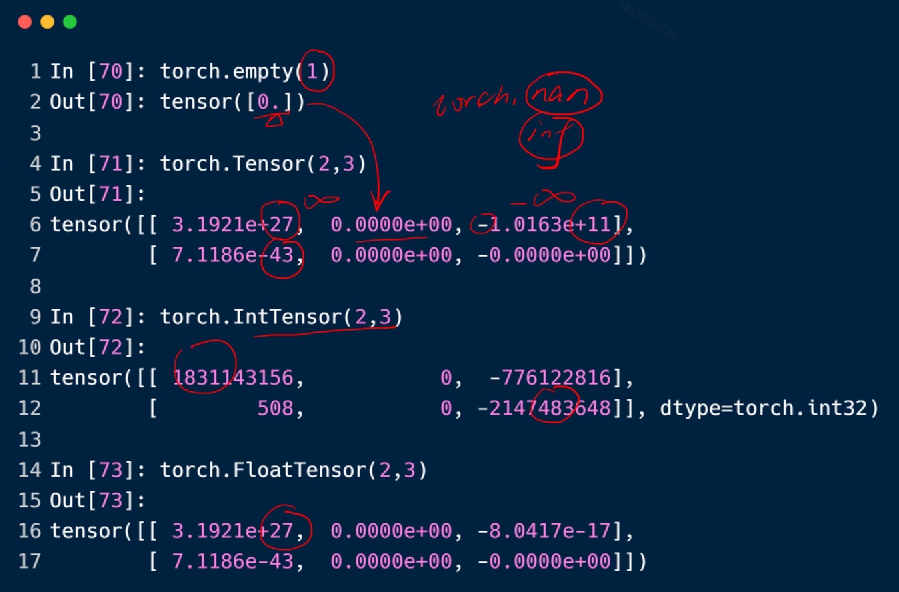 1 In [70]: torch.empty(1)
2 Out[70]: tensor([0.])
torch. nan
inf
3
4 In [71]: torch.Tensor(2,3)
5 Out[71]:
∞ -∞
6 tensor([[ 3.1921e+27, 0.0000e+00, -1.0163e+11],
7 [ 7.1186e-43, 0.0000e+00, -0.0000e+00]])
8
9 In [72]: torch.IntTensor(2,3)
10 Out[72]:
11 tensor([[ 1831143156, 0, -776122816],
12 [ 508, 0, -2147483648]], dtype=torch.int32)
13
14 In [73]: torch.FloatTensor(2,3)
15 Out[73]:
16 tensor([[ 3.1921e+27, 0.0000e+00, -8.0417e-17],
17 [ 7.1186e-43, 0.0000e+00, -0.0000e+00]])